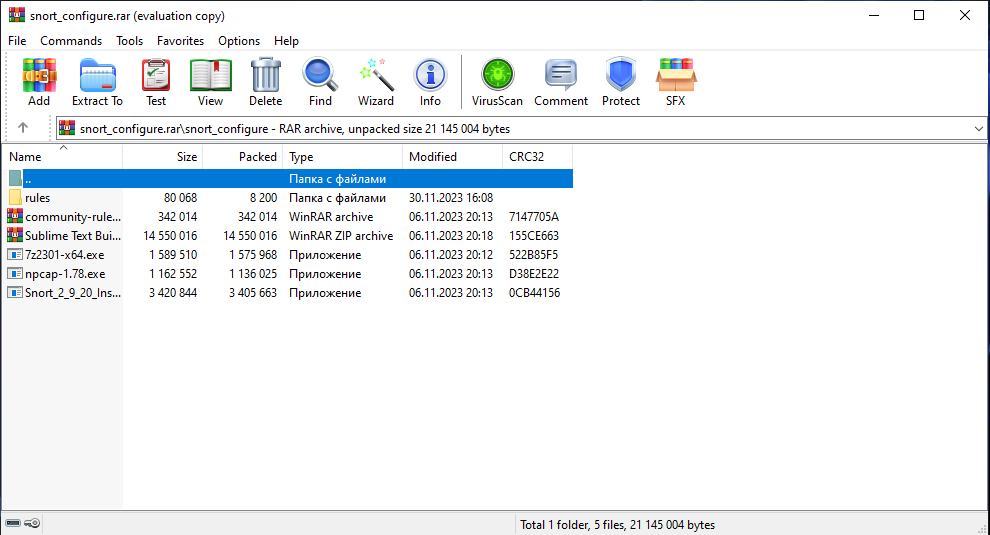 snort_configure.rar (evaluation copy)
File Commands Tools Favorites Options Help
Add Extract To Test View Delete Find Wizard Info VirusScan Comment Protect SFX
snort_configure.rar\snort_configure - RAR archive, unpacked size 21 145 004 bytes
Name Size Packed Type Modified CRC32
.. Папка с файлами
rules 80 068 8 200 Папка с файлами 30.11.2023 16:08
community-rule... 342 014 342 014 WinRAR archive 06.11.2023 20:13 7147705A
Sublime Text Bui... 14 550 016 14 550 016 WinRAR ZIP archive 06.11.2023 20:18 155CE663
7z2301-x64.exe 1 589 510 1 575 968 Приложение 06.11.2023 20:12 522B85F5
npcap-1.78.exe 1 162 552 1 136 025 Приложение 06.11.2023 20:13 D38E2E22
Snort_2_9_20_Ins... 3 420 844 3 405 663 Приложение 06.11.2023 20:13 0CB44156
Total 1 folder, 5 files, 21 145 004 bytes